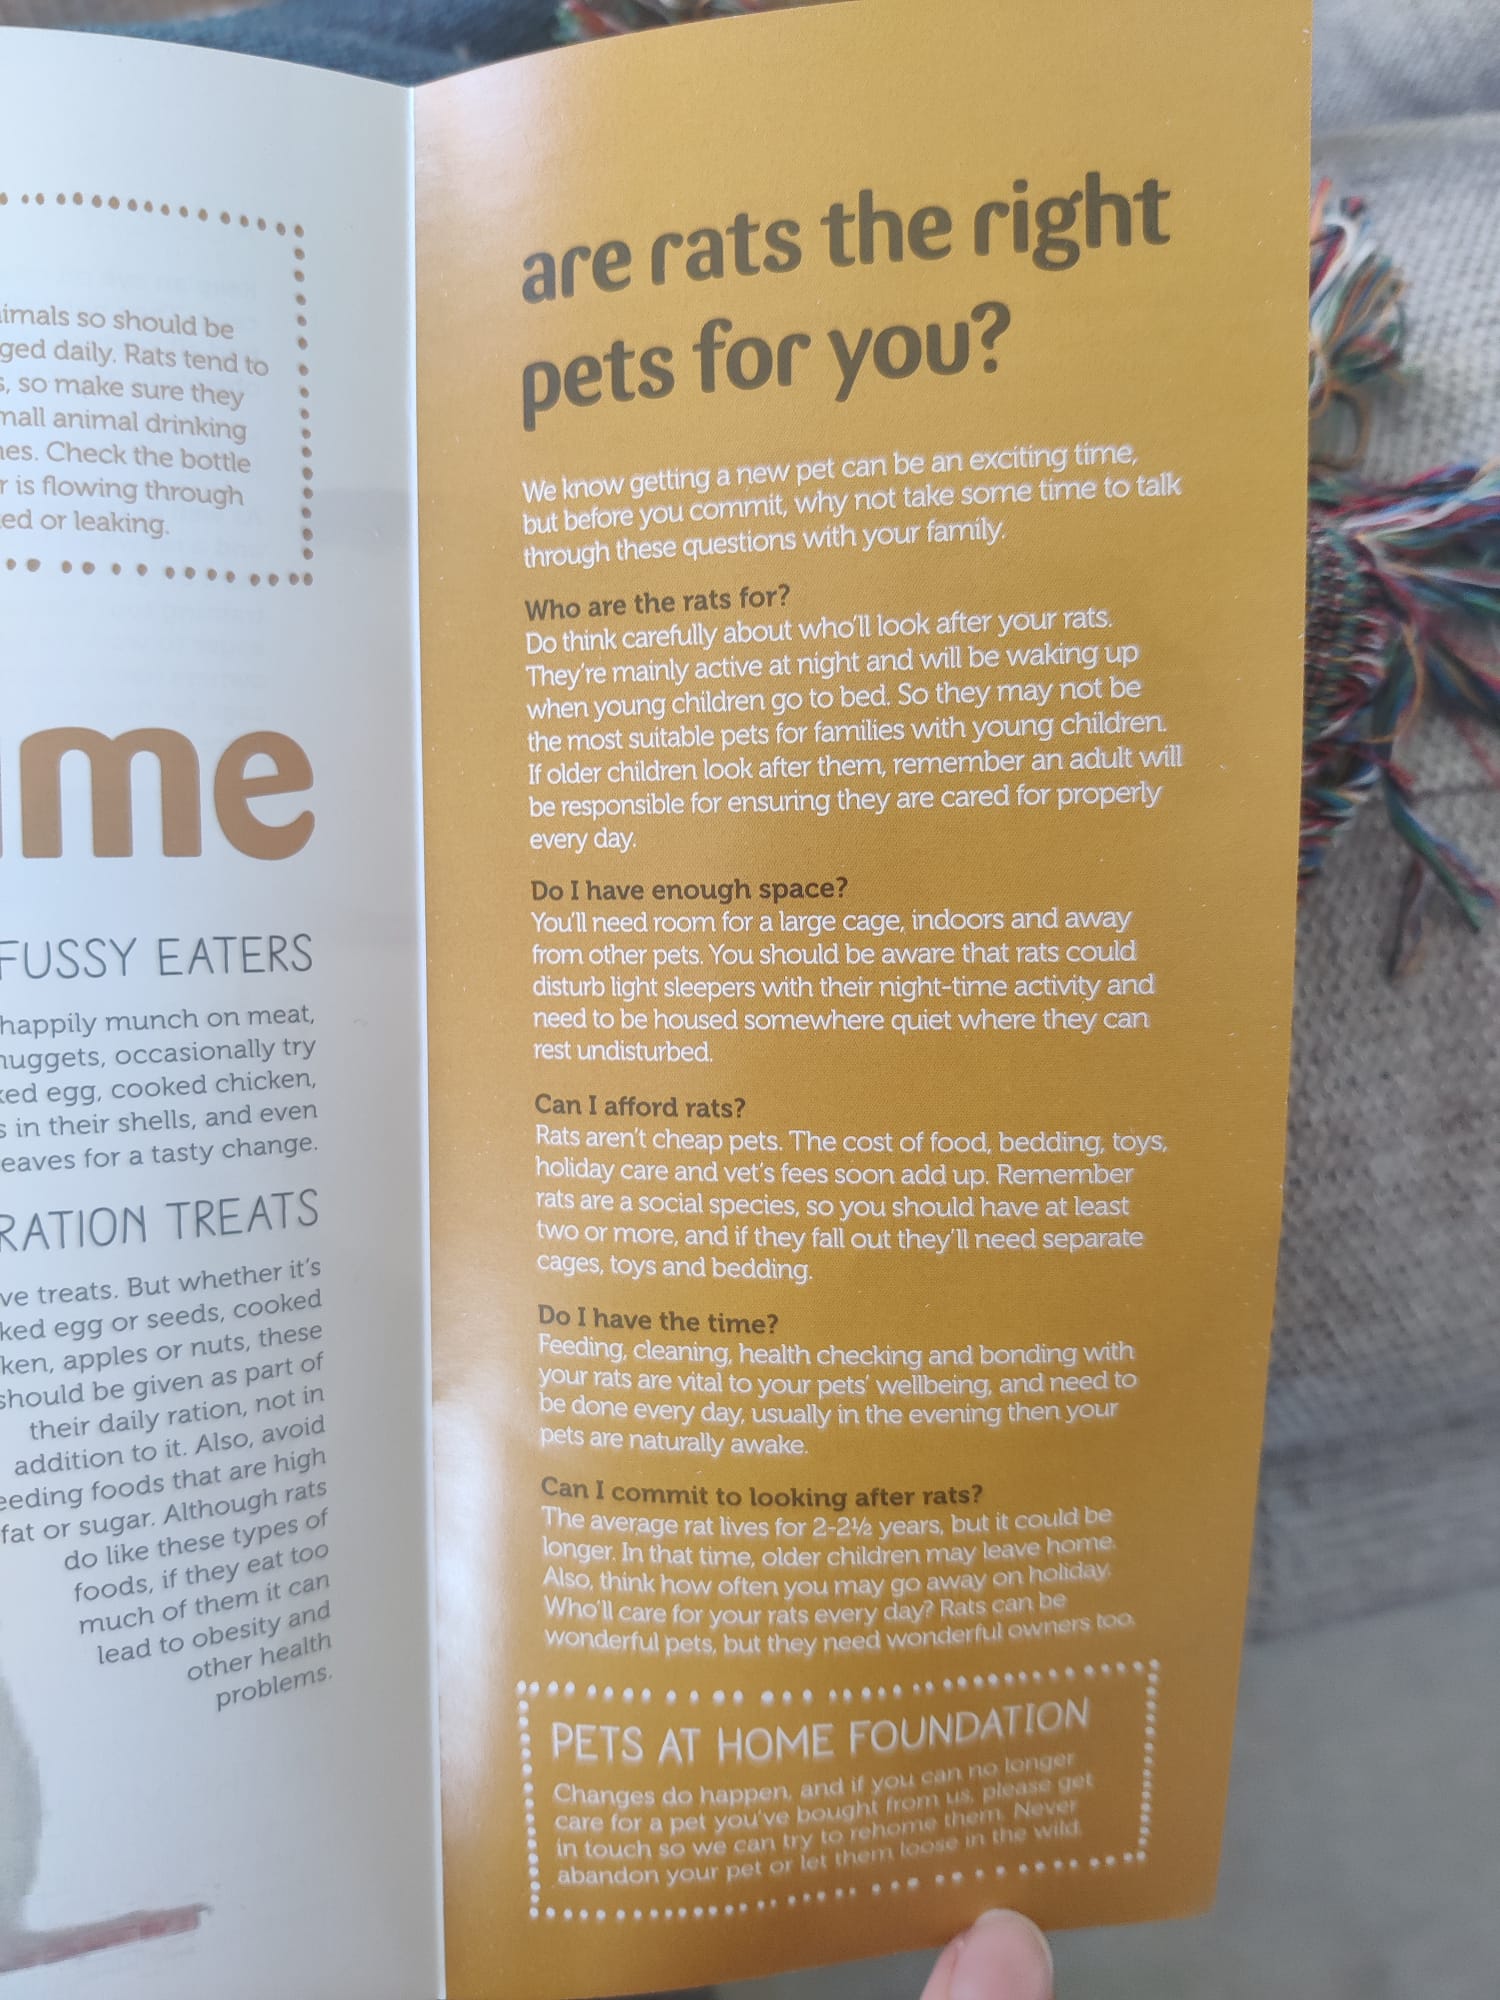 imals so should be
ged daily. Rats tend to
s, so make sure they
mall animal drinking
nes. Check the bottle
r is flowing through
ed or leaking.
me
FUSSY EATERS
happily munch on meat,
nuggets, occasionally try
ked egg, cooked chicken,
s in their shells, and even
eaves for a tasty change.
RATION TREATS
ve treats. But whether it's
ked egg or seeds, cooked
ken, apples or nuts, these
should be given as part of
their daily ration, not in
addition to it. Also, avoid
eeding foods that are high
fat or sugar. Although rats
do like these types of
foods, if they eat too
much of them it can
lead to obesity and
other health
problems.
are rats the right
pets for you?
We know getting a new pet can be an exciting time,
but before you commit, why not take some time to talk
through these questions with your family.
Who are the rats for?
Do think carefully about who'll look after your rats.
They're mainly active at night and will be waking up
when young children go to bed. So they may not be
the most suitable pets for families with young children.
If older children look after them, remember an adult will
be responsible for ensuring they are cared for properly
every day.
Do I have enough space?
You'll need room for a large cage, indoors and away
from other pets. You should be aware that rats could
disturb light sleepers with their night-time activity and
need to be housed somewhere quiet where they can
rest undisturbed.
Can I afford rats?
Rats aren't cheap pets. The cost of food, bedding, toys,
holiday care and vet's fees soon add up. Remember
rats are a social species, so you should have at least
two or more, and if they fall out they'll need separate
cages, toys and bedding.
Do I have the time?
Feeding, cleaning, health checking and bonding with
your rats are vital to your pets' wellbeing, and need to
be done every day, usually in the evening then your
pets are naturally awake.
Can I commit to looking after rats?
The average rat lives for 2-2½ years, but it could be
longer. In that time, older children may leave home.
Also, think how often you may go away on holiday.
Who'll care for your rats every day? Rats can be
wonderful pets, but they need wonderful owners too.
PETS AT HOME FOUNDATION
Changes do happen, and if you can no longer
care for a pet you've bought from us, please get
in touch so we can try to rehome them. Never
abandon your pet or let them loose in the wild.